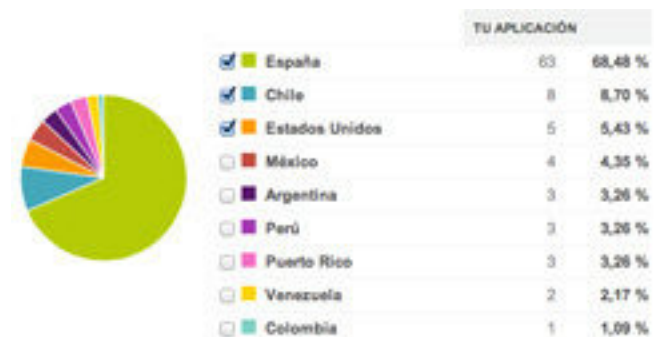 TU APLICACIÓN
España 63 68,48 %
Chile 8 8,70 %
Estados Unidos 5 5,43 %
México 4 4,35 %
Argentina 3 3,26 %
Perú 3 3,26 %
Puerto Rico 3 3,26 %
Venezuela 2 2,17 %
Colombia 1 1,09 %